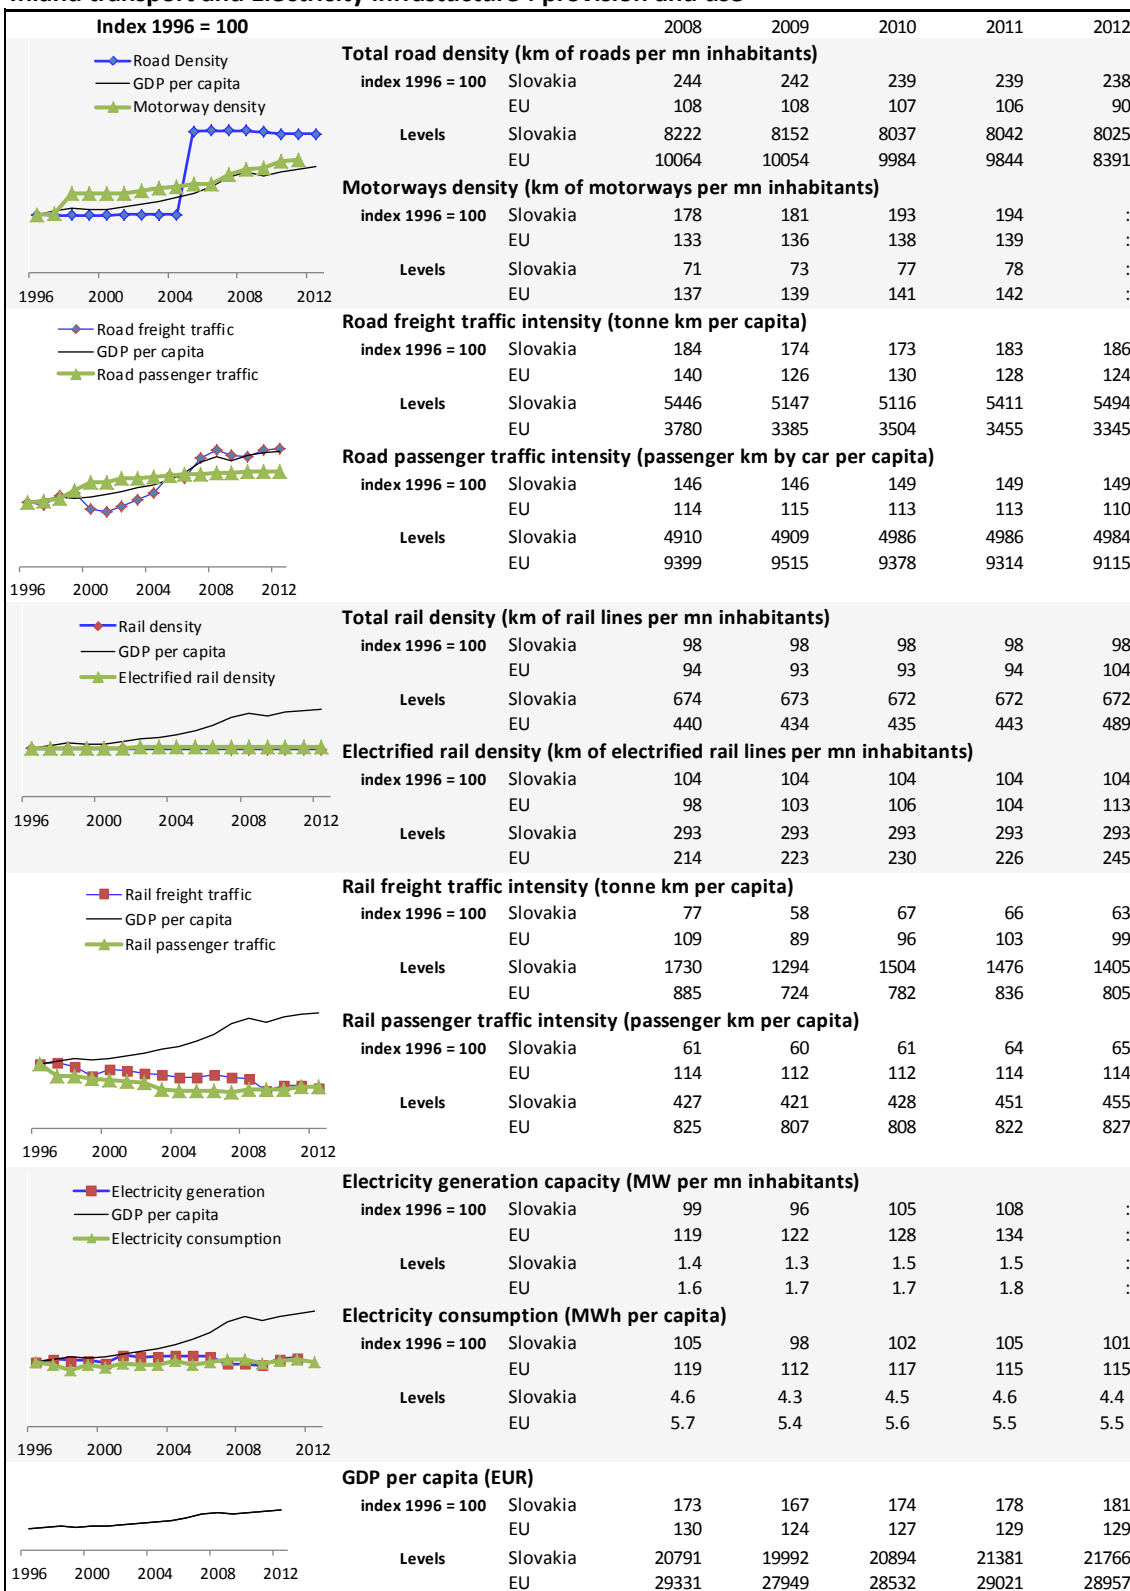 Inland transport and Electricity infrastucture : provision and use
Index 1996 = 100 2008 2009 2010 2011 2012
Road Density
GDP per capita
Motorway density
1996 2000 2004 2008 2012
Total road density (km of roads per mn inhabitants)
index 1996 = 100 Slovakia 244 242 239 239 238
EU 108 108 107 106 90
Levels Slovakia 8222 8152 8037 8042 8025
EU 10064 10054 9984 9844 8391
Motorways density (km of motorways per mn inhabitants)
index 1996 = 100 Slovakia 178 181 193 194 :
EU 133 136 138 139 :
Levels Slovakia 71 73 77 78 :
EU 137 139 141 142 :
Road freight traffic
GDP per capita
Road passenger traffic
1996 2000 2004 2008 2012
Road freight traffic intensity (tonne km per capita)
index 1996 = 100 Slovakia 184 174 173 183 186
EU 140 126 130 128 124
Levels Slovakia 5446 5147 5116 5411 5494
EU 3780 3385 3504 3455 3345
Road passenger traffic intensity (passenger km by car per capita)
index 1996 = 100 Slovakia 146 146 149 149 149
EU 114 115 113 113 110
Levels Slovakia 4910 4909 4986 4986 4984
EU 9399 9515 9378 9314 9115
Rail density
GDP per capita
Electrified rail density
1996 2000 2004 2008 2012
Total rail density (km of rail lines per mn inhabitants)
index 1996 = 100 Slovakia 98 98 98 98 98
EU 94 93 93 94 104
Levels Slovakia 674 673 672 672 672
EU 440 434 435 443 489
Electrified rail density (km of electrified rail lines per mn inhabitants)
index 1996 = 100 Slovakia 104 104 104 104 104
EU 98 103 106 104 113
Levels Slovakia 293 293 293 293 293
EU 214 223 230 226 245
Rail freight traffic
GDP per capita
Rail passenger traffic
1996 2000 2004 2008 2012
Rail freight traffic intensity (tonne km per capita)
index 1996 = 100 Slovakia 77 58 67 66 63
EU 109 89 96 103 99
Levels Slovakia 1730 1294 1504 1476 1405
EU 885 724 782 836 805
Rail passenger traffic intensity (passenger km per capita)
index 1996 = 100 Slovakia 61 60 61 64 65
EU 114 112 112 114 114
Levels Slovakia 427 421 428 451 455
EU 825 807 808 822 827
Electricity generation
GDP per capita
Electricity consumption
1996 2000 2004 2008 2012
Electricity generation capacity (MW per mn inhabitants)
index 1996 = 100 Slovakia 99 96 105 108 :
EU 119 122 128 134 :
Levels Slovakia 1.4 1.3 1.5 1.5 :
EU 1.6 1.7 1.7 1.8 :
Electricity consumption (MWh per capita)
index 1996 = 100 Slovakia 105 98 102 105 101
EU 119 112 117 115 115
Levels Slovakia 4.6 4.3 4.5 4.6 4.4
EU 5.7 5.4 5.6 5.5 5.5
1996 2000 2004 2008 2012
GDP per capita (EUR)
index 1996 = 100 Slovakia 173 167 174 178 181
EU 130 124 127 129 129
Levels Slovakia 20791 19992 20894 21381 21766
EU 29331 27949 28532 29021 28957